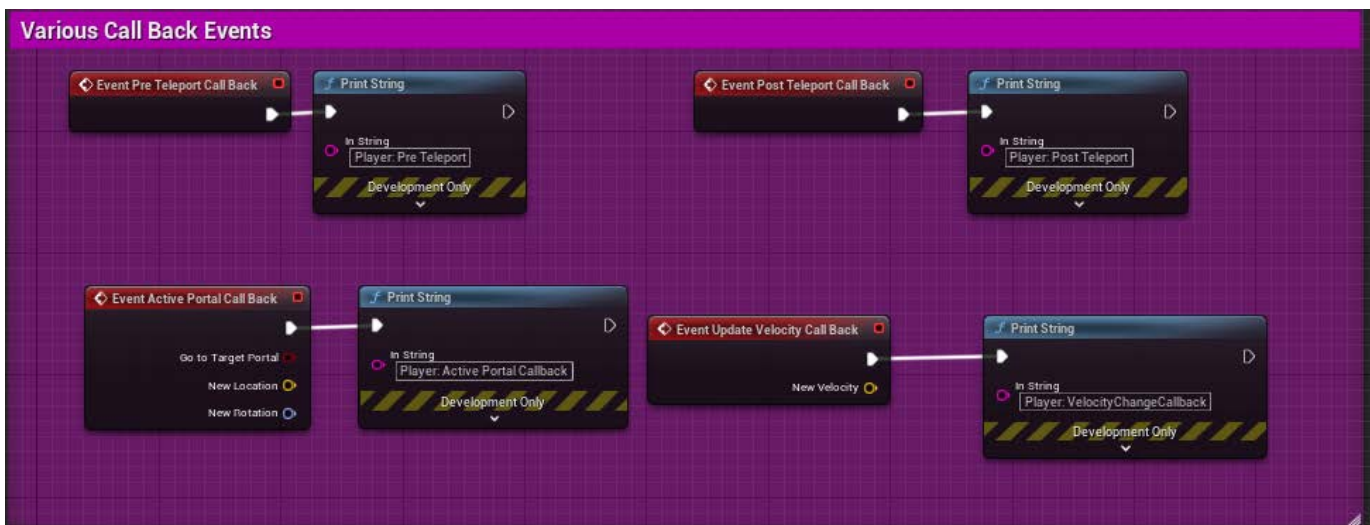 Various Call Back Events
Event Pre Teleport Call Back
Print String
In String
Player: Pre Teleport
Development Only
Event Post Teleport Call Back
Print String
In String
Player: Post Teleport
Development Only
Event Active Portal Call Back
Go to Target Portal
New Location
New Rotation
Print String
In String
Player: Active Portal Callback
Development Only
Event Update Velocity Call Back
New Velocity
Print String
In String
Player: VelocityChangeCallback
Development Only